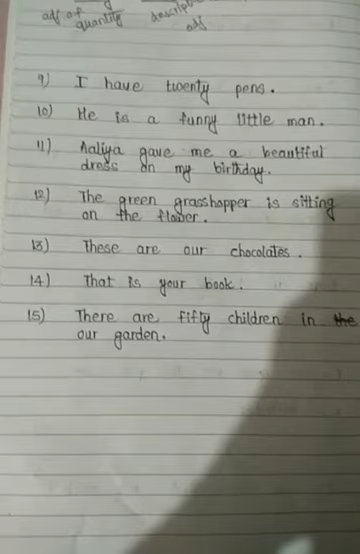 adj of descriptive
quantity adj
9) I have twenty pens.
10) He is a funny little man.
11) Aaliya gave me a beautiful
dress on my birthday.
12) The green grasshopper is sitting
on the flower.
13) These are our chocolates.
14) That is your book.
15) There are fifty children in the
our garden.